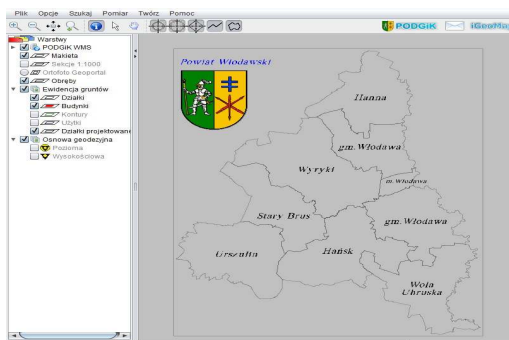 Plik Opcje Szukaj Pomiar Twórz Pomoc
PODGiK iGeoMap
Warstwy
PODGiK WMS
Makieta
Sekcje 1:1000
Ortofoto Geoportal
Obręby
Ewidencja gruntów
Działki
Budynki
Kontury
Użytki
Działki projektowane
Osnowa geodezyjna
Pozioma
Wysokościowa
Powiat Włodawski
Hanna
gm. Włodawa
Wyryki
m. Włodawa
Stary Brus
gm. Włodawa
Urszulin
Hańsk
Wola
Uhruska